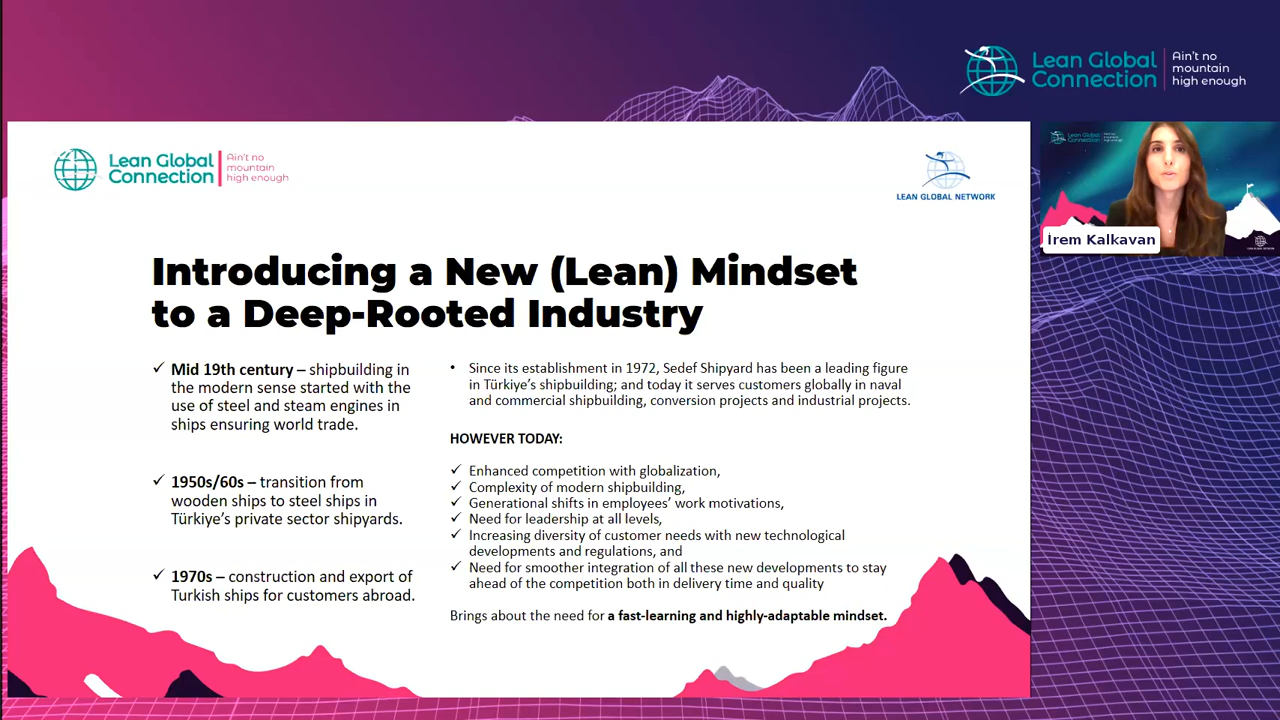 Lean Global
Connection
Ain't no
mountain
high enough
Lean Global
Connection
Ain't no
mountain
high enough
LEAN GLOBAL NETWORK
Lean Global
Connection
İrem Kalkavan
Introducing a New (Lean) Mindset
to a Deep-Rooted Industry
✓ Mid 19th century – shipbuilding in
the modern sense started with the
use of steel and steam engines in
ships ensuring world trade.
✓ 1950s/60s – transition from
wooden ships to steel ships in
Türkiye's private sector shipyards.
✓ 1970s – construction and export of
Turkish ships for customers abroad.
• Since its establishment in 1972, Sedef Shipyard has been a leading figure
in Türkiye's shipbuilding; and today it serves customers globally in naval
and commercial shipbuilding, conversion projects and industrial projects.
HOWEVER TODAY:
✓ Enhanced competition with globalization,
✓ Complexity of modern shipbuilding,
✓ Generational shifts in employees' work motivations,
✓ Need for leadership at all levels,
✓ Increasing diversity of customer needs with new technological
developments and regulations, and
✓ Need for smoother integration of all these new developments to stay
ahead of the competition both in delivery time and quality
Brings about the need for a fast-learning and highly-adaptable mindset.